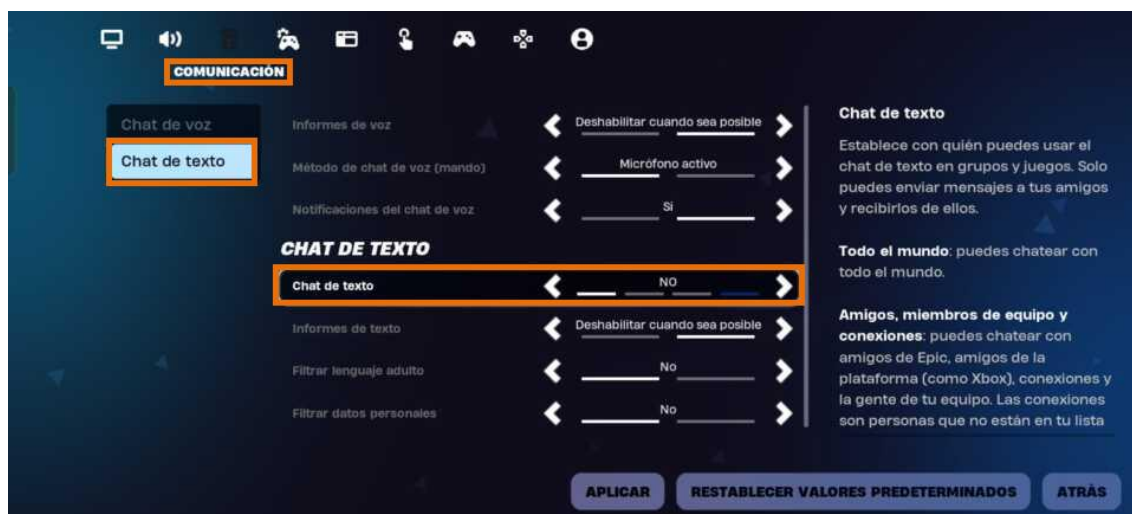 COMUNICACIÓN
Chat de voz
Chat de texto
Informes de voz
Deshabilitar cuando sea posible
Método de chat de voz (mando)
Micrófono activo
Notificaciones del chat de voz
Sí
CHAT DE TEXTO
Chat de texto
NO
Informes de texto
Deshabilitar cuando sea posible
Filtrar lenguaje adulto
No
Filtrar datos personales
No
Chat de texto
Establece con quién puedes usar el
chat de texto en grupos y juegos. Solo
puedes enviar mensajes a tus amigos
y recibirlos de ellos.
Todo el mundo: puedes chatear con
todo el mundo.
Amigos, miembros de equipo y
conexiones: puedes chatear con
amigos de Epic, amigos de la
plataforma (como Xbox), conexiones y
la gente de tu equipo. Las conexiones
son personas que no están en tu lista
APLICAR
RESTABLECER VALORES PREDETERMINADOS
ATRÁS